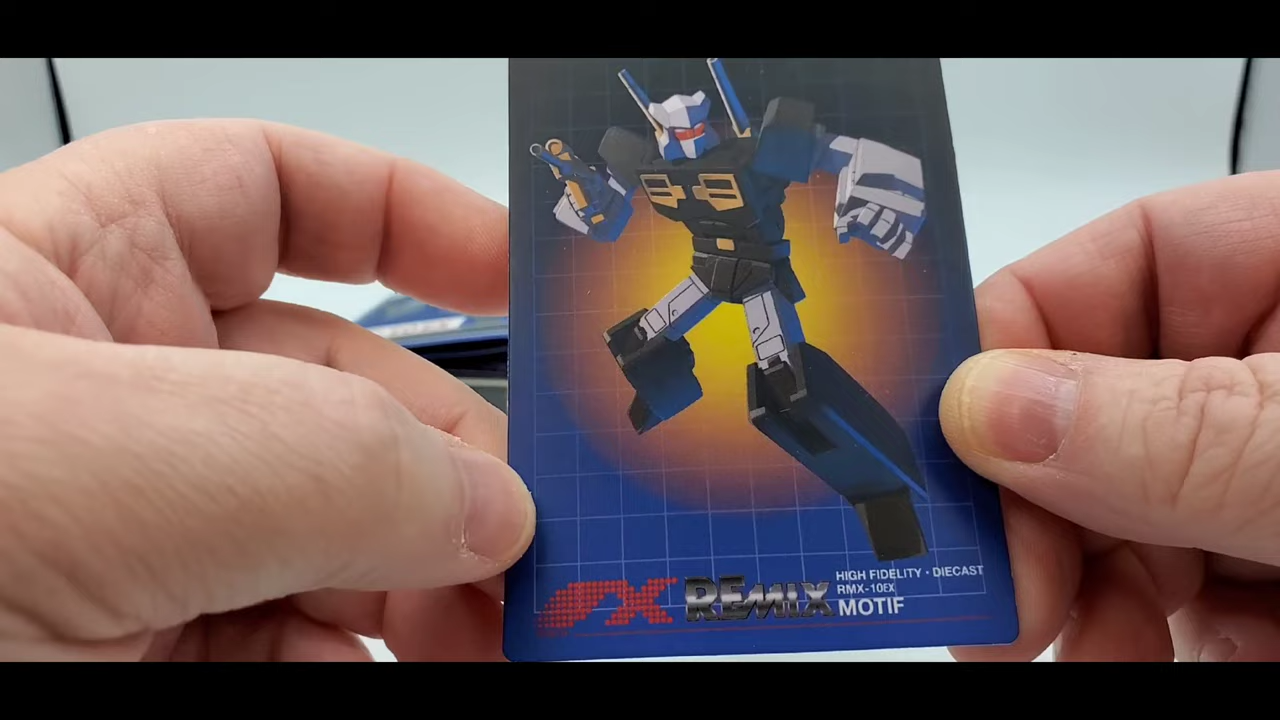 REMIX
HIGH FIDELITY · DIECAST
RMX-10EX
MOTIF